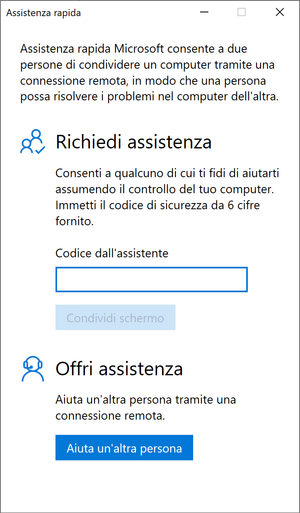 Assistenza rapida
Assistenza rapida Microsoft consente a due
persone di condividere un computer tramite una
connessione remota, in modo che una persona
possa risolvere i problemi nel computer dell'altra.
Richiedi assistenza
Consenti a qualcuno di cui ti fidi di aiutarti
assumendo il controllo del tuo computer.
Immetti il codice di sicurezza da 6 cifre
fornito.
Codice dall'assistente
Condividi schermo
Offri assistenza
Aiuta un'altra persona tramite una
connessione remota.
Aiuta un'altra persona